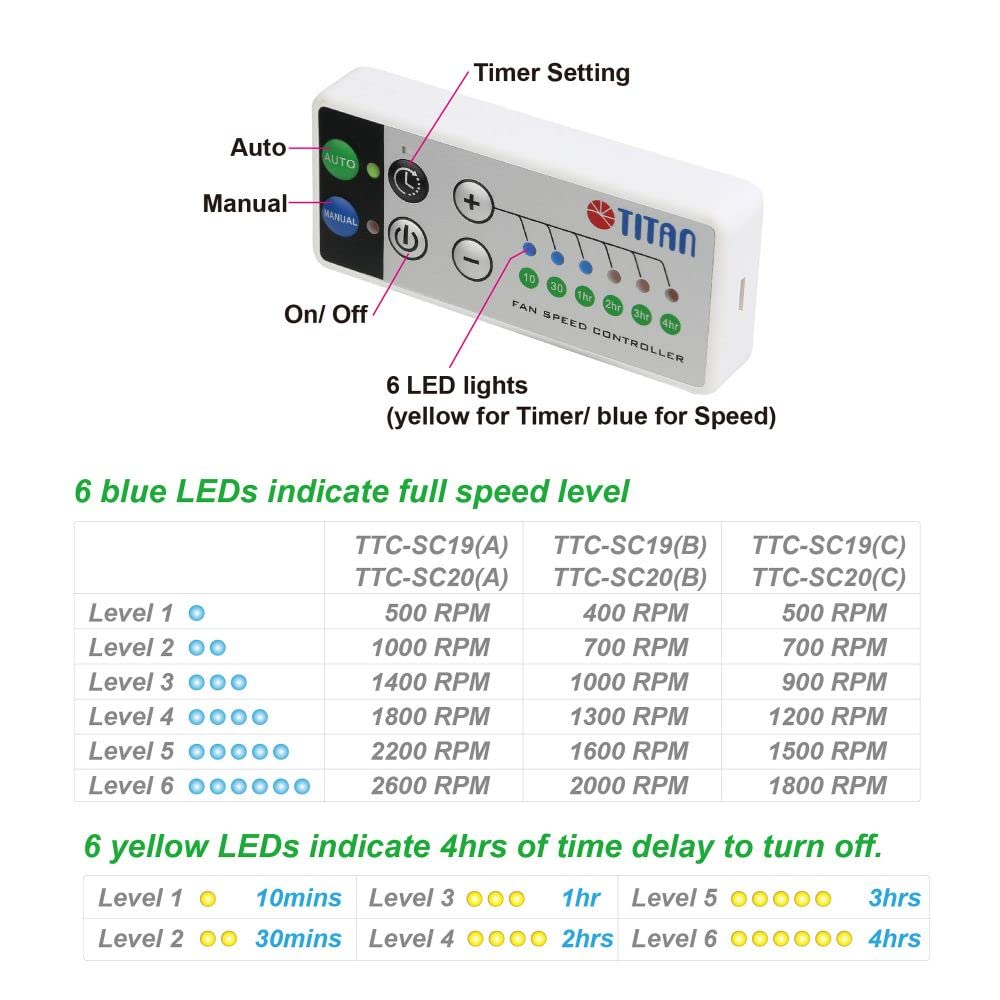 Timer Setting
Auto
Manual
On/ Off
AUTO
MANUAL
TITAN
10 30 1hr 2hr 3hr 4hr
FAN SPEED CONTROLLER
6 LED lights
(yellow for Timer/ blue for Speed)
6 blue LEDs indicate full speed level
TTC-SC19(A) TTC-SC19(B) TTC-SC19(C)
TTC-SC20(A) TTC-SC20(B) TTC-SC20(C)
Level 1 500 RPM 400 RPM 500 RPM
Level 2 1000 RPM 700 RPM 700 RPM
Level 3 1400 RPM 1000 RPM 900 RPM
Level 4 1800 RPM 1300 RPM 1200 RPM
Level 5 2200 RPM 1600 RPM 1500 RPM
Level 6 2600 RPM 2000 RPM 1800 RPM
6 yellow LEDs indicate 4hrs of time delay to turn off.
Level 1 10mins Level 3 1hr Level 5 3hrs
Level 2 30mins Level 4 2hrs Level 6 4hrs